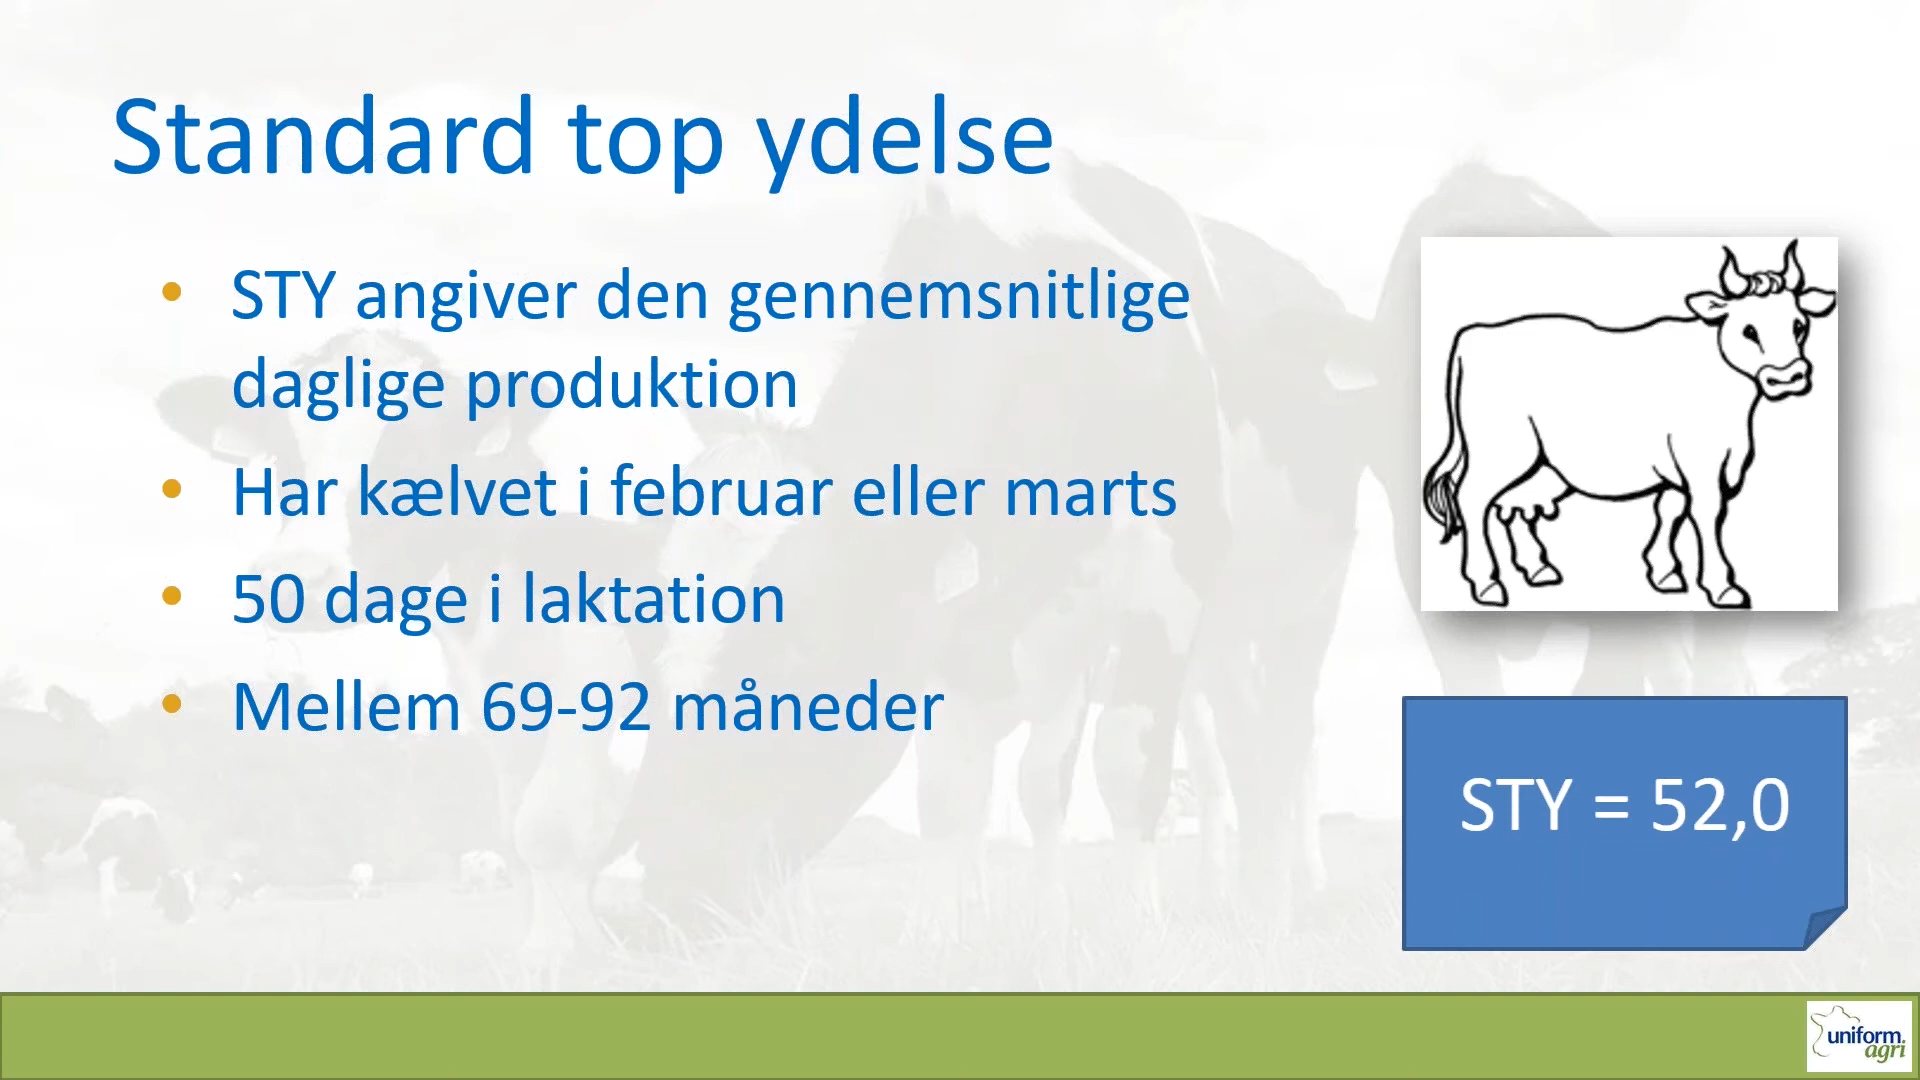 Standard top ydelse
• STY angiver den gennemsnitlige
daglige produktion
• Har kælvet i februar eller marts
• 50 dage i laktation
• Mellem 69-92 måneder
STY = 52,0
uniform
agri